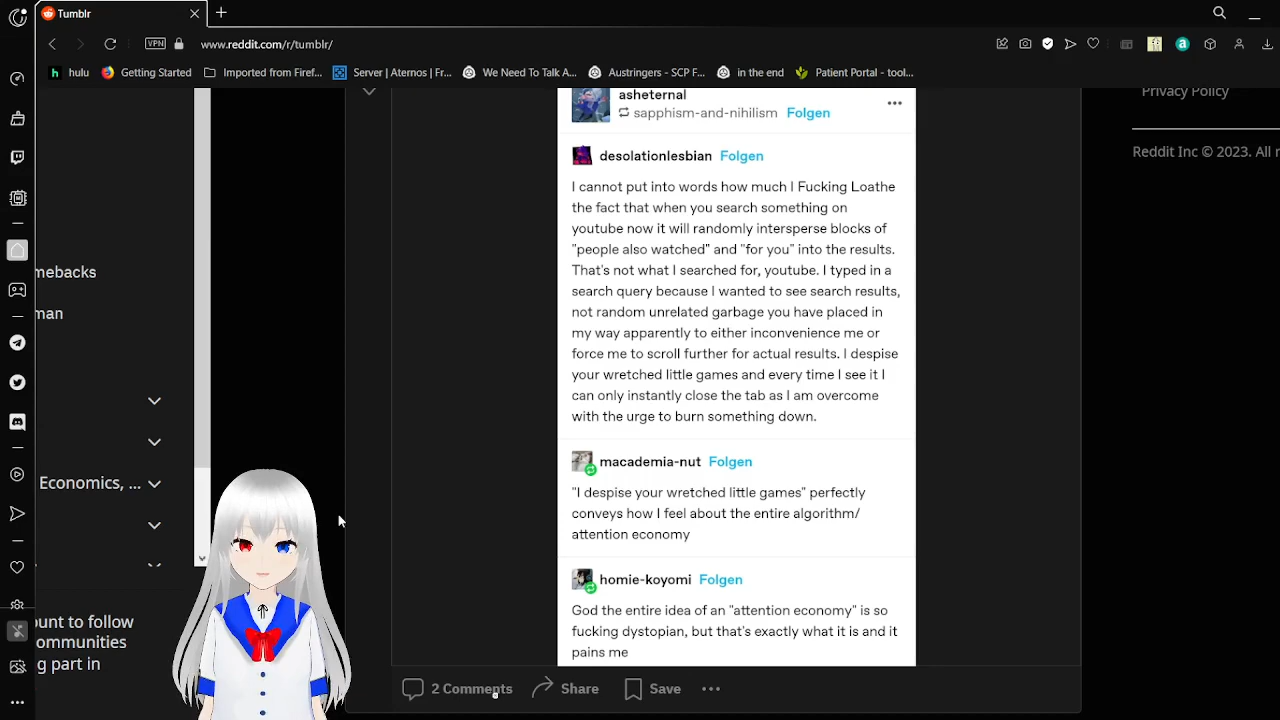 Tumblr
VPN
www.reddit.com/r/tumblr/
h hulu
Getting Started
Imported from Firef...
Server | Aternos | Fr...
We Need To Talk A...
Austringers - SCP F...
in the end
Patient Portal - tool...
asheternal
sapphism-and-nihilism Folgen
desolationlesbian Folgen
I cannot put into words how much I Fucking Loathe
the fact that when you search something on
youtube now it will randomly intersperse blocks of
"people also watched" and "for you" into the results.
That's not what I searched for, youtube. I typed in a
search query because I wanted to see search results,
not random unrelated garbage you have placed in
my way apparently to either inconvenience me or
force me to scroll further for actual results. I despise
your wretched little games and every time I see it I
can only instantly close the tab as I am overcome
with the urge to burn something down.
macademia-nut Folgen
"I despise your wretched little games" perfectly
conveys how I feel about the entire algorithm/
attention economy
homie-koyomi Folgen
God the entire idea of an "attention economy" is so
fucking dystopian, but that's exactly what it is and it
pains me
2 Comments
Share
Save
Privacy Policy
Reddit Inc © 2023. All r
mebacks
man
Economics, ...
ount to follow
ommunities
g part in